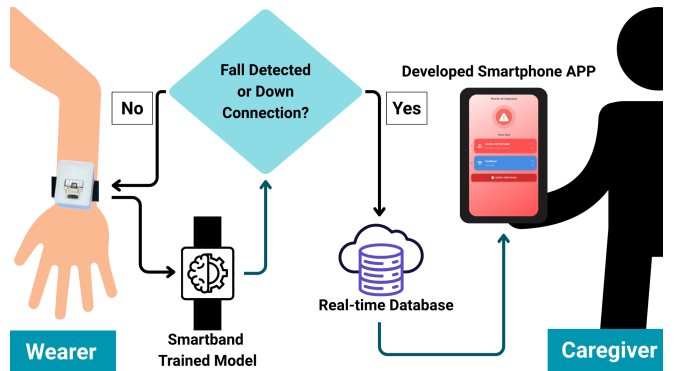 Fall Detected
or Down
Connection?
No
Yes
Developed Smartphone APP
Real-time Database
Smartband
Trained Model
Wearer
Caregiver